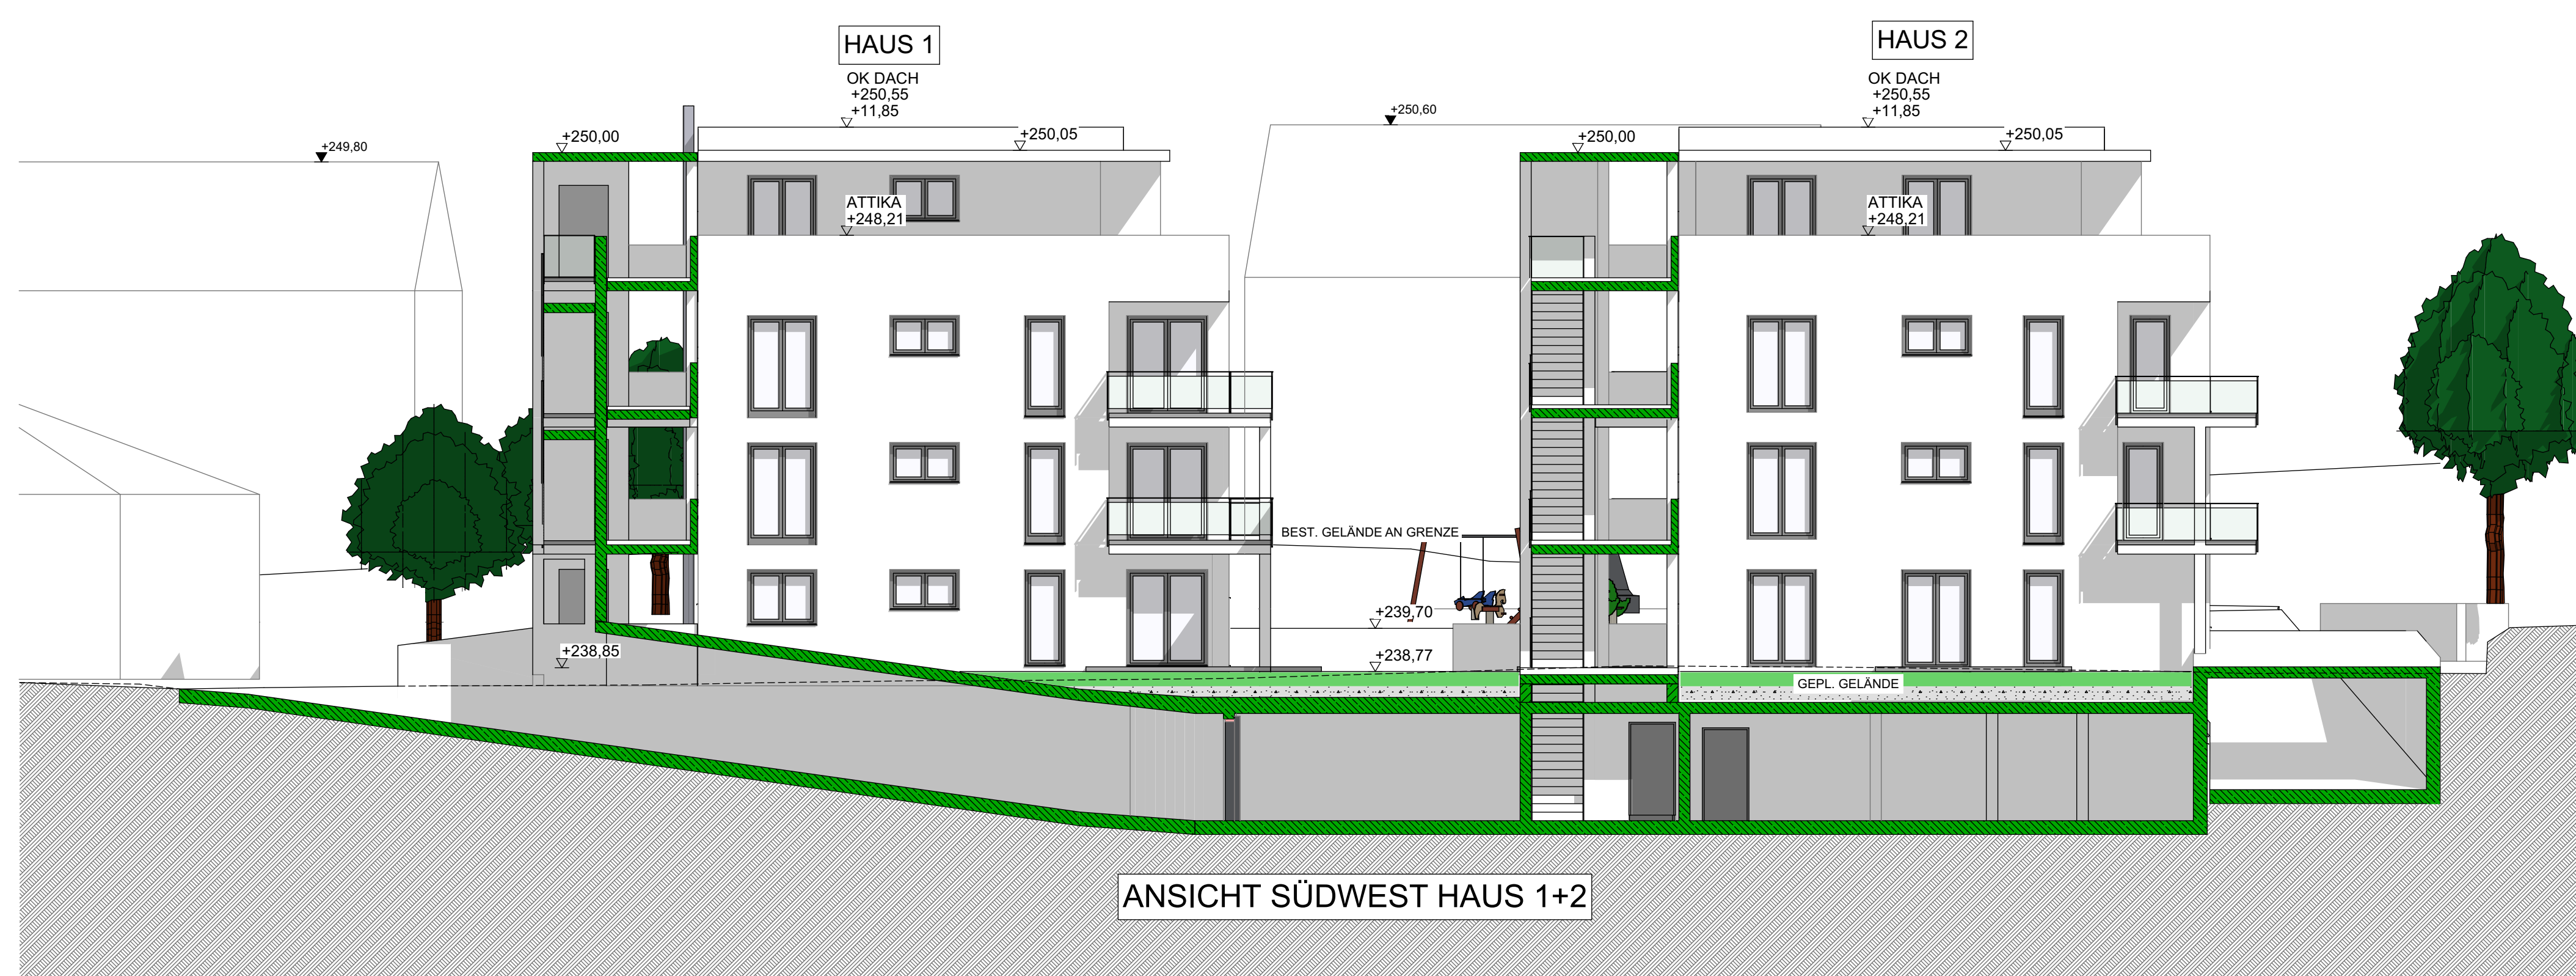 HAUS 1
OK DACH
+250,55
+11,85
HAUS 2
OK DACH
+250,55
+11,85
+249,80
+250,00
+250,05
+250,60
+250,00
+250,05
ATTIKA
+248,21
ATTIKA
+248,21
BEST. GELÄNDE AN GRENZE
+239,70
+238,85
+238,77
GEPL. GELÄNDE
ANSICHT SÜDWEST HAUS 1+2